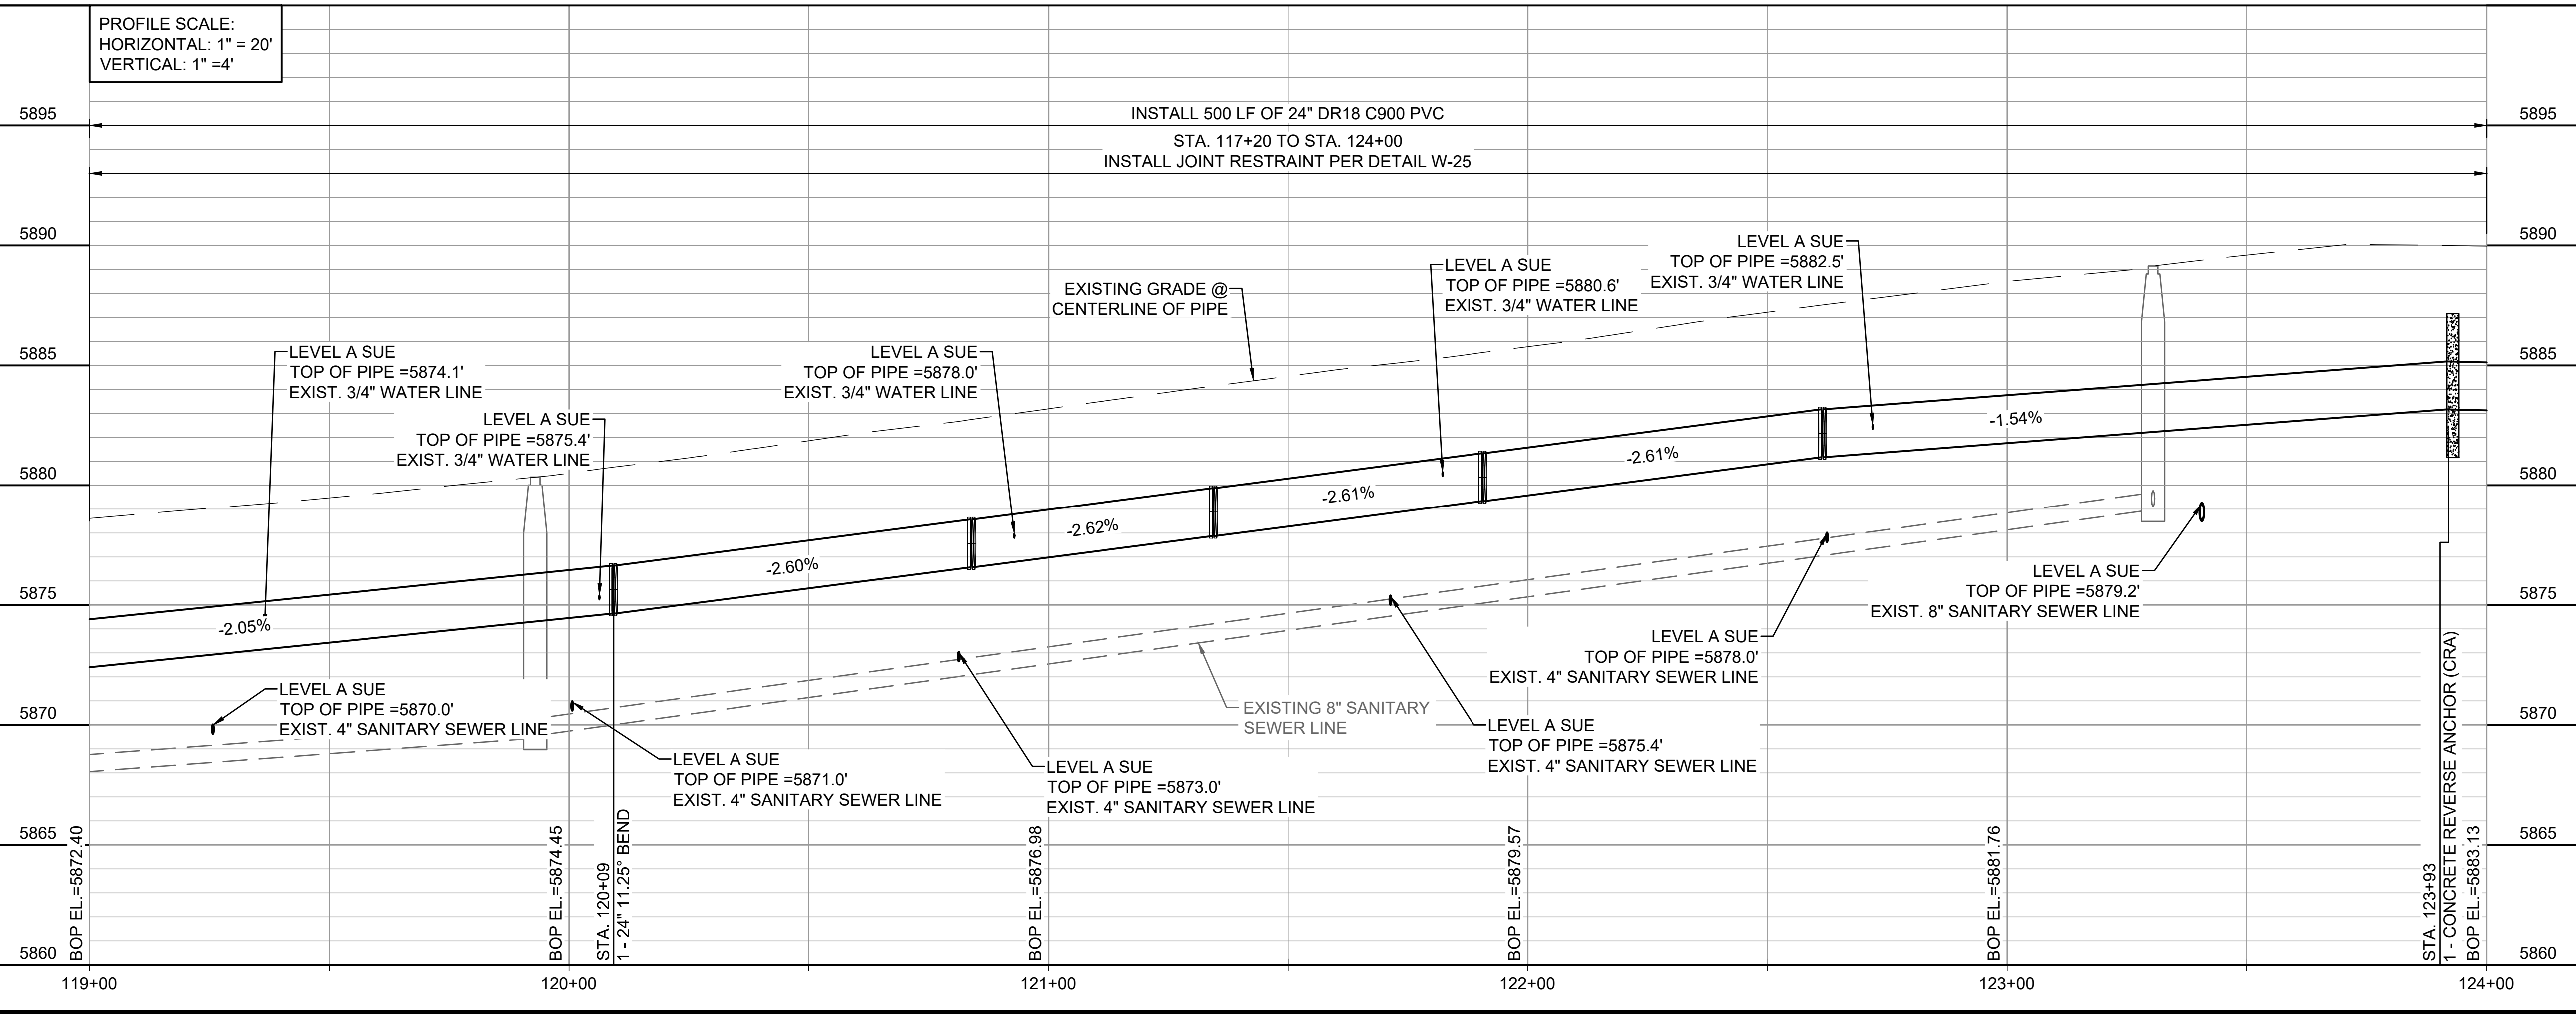 PROFILE SCALE:
HORIZONTAL: 1" = 20'
VERTICAL: 1" =4'
INSTALL 500 LF OF 24" DR18 C900 PVC
STA. 117+20 TO STA. 124+00
INSTALL JOINT RESTRAINT PER DETAIL W-25
5895
5890
5885
5880
5875
5870
5865
5860
5895
5890
5885
5880
5875
5870
5865
5860
LEVEL A SUE
TOP OF PIPE =5874.1'
EXIST. 3/4" WATER LINE
LEVEL A SUE
TOP OF PIPE =5875.4'
EXIST. 3/4" WATER LINE
LEVEL A SUE
TOP OF PIPE =5878.0'
EXIST. 3/4" WATER LINE
EXISTING GRADE @
CENTERLINE OF PIPE
LEVEL A SUE
TOP OF PIPE =5880.6'
EXIST. 3/4" WATER LINE
LEVEL A SUE
TOP OF PIPE =5882.5'
EXIST. 3/4" WATER LINE
-2.05%
-2.60%
-2.62%
-2.61%
-2.61%
-1.54%
LEVEL A SUE
TOP OF PIPE =5870.0'
EXIST. 4" SANITARY SEWER LINE
LEVEL A SUE
TOP OF PIPE =5871.0'
EXIST. 4" SANITARY SEWER LINE
LEVEL A SUE
TOP OF PIPE =5873.0'
EXIST. 4" SANITARY SEWER LINE
EXISTING 8" SANITARY
SEWER LINE
LEVEL A SUE
TOP OF PIPE =5875.4'
EXIST. 4" SANITARY SEWER LINE
LEVEL A SUE
TOP OF PIPE =5878.0'
EXIST. 4" SANITARY SEWER LINE
LEVEL A SUE
TOP OF PIPE =5879.2'
EXIST. 8" SANITARY SEWER LINE
BOP EL.=5872.40
BOP EL.=5874.45
STA. 120+09
1 - 24" 11.25° BEND
BOP EL.=5876.98
BOP EL.=5879.57
BOP EL.=5881.76
STA. 123+93
1 - CONCRETE REVERSE ANCHOR (CRA)
BOP EL.=5883.13
119+00
120+00
121+00
122+00
123+00
124+00